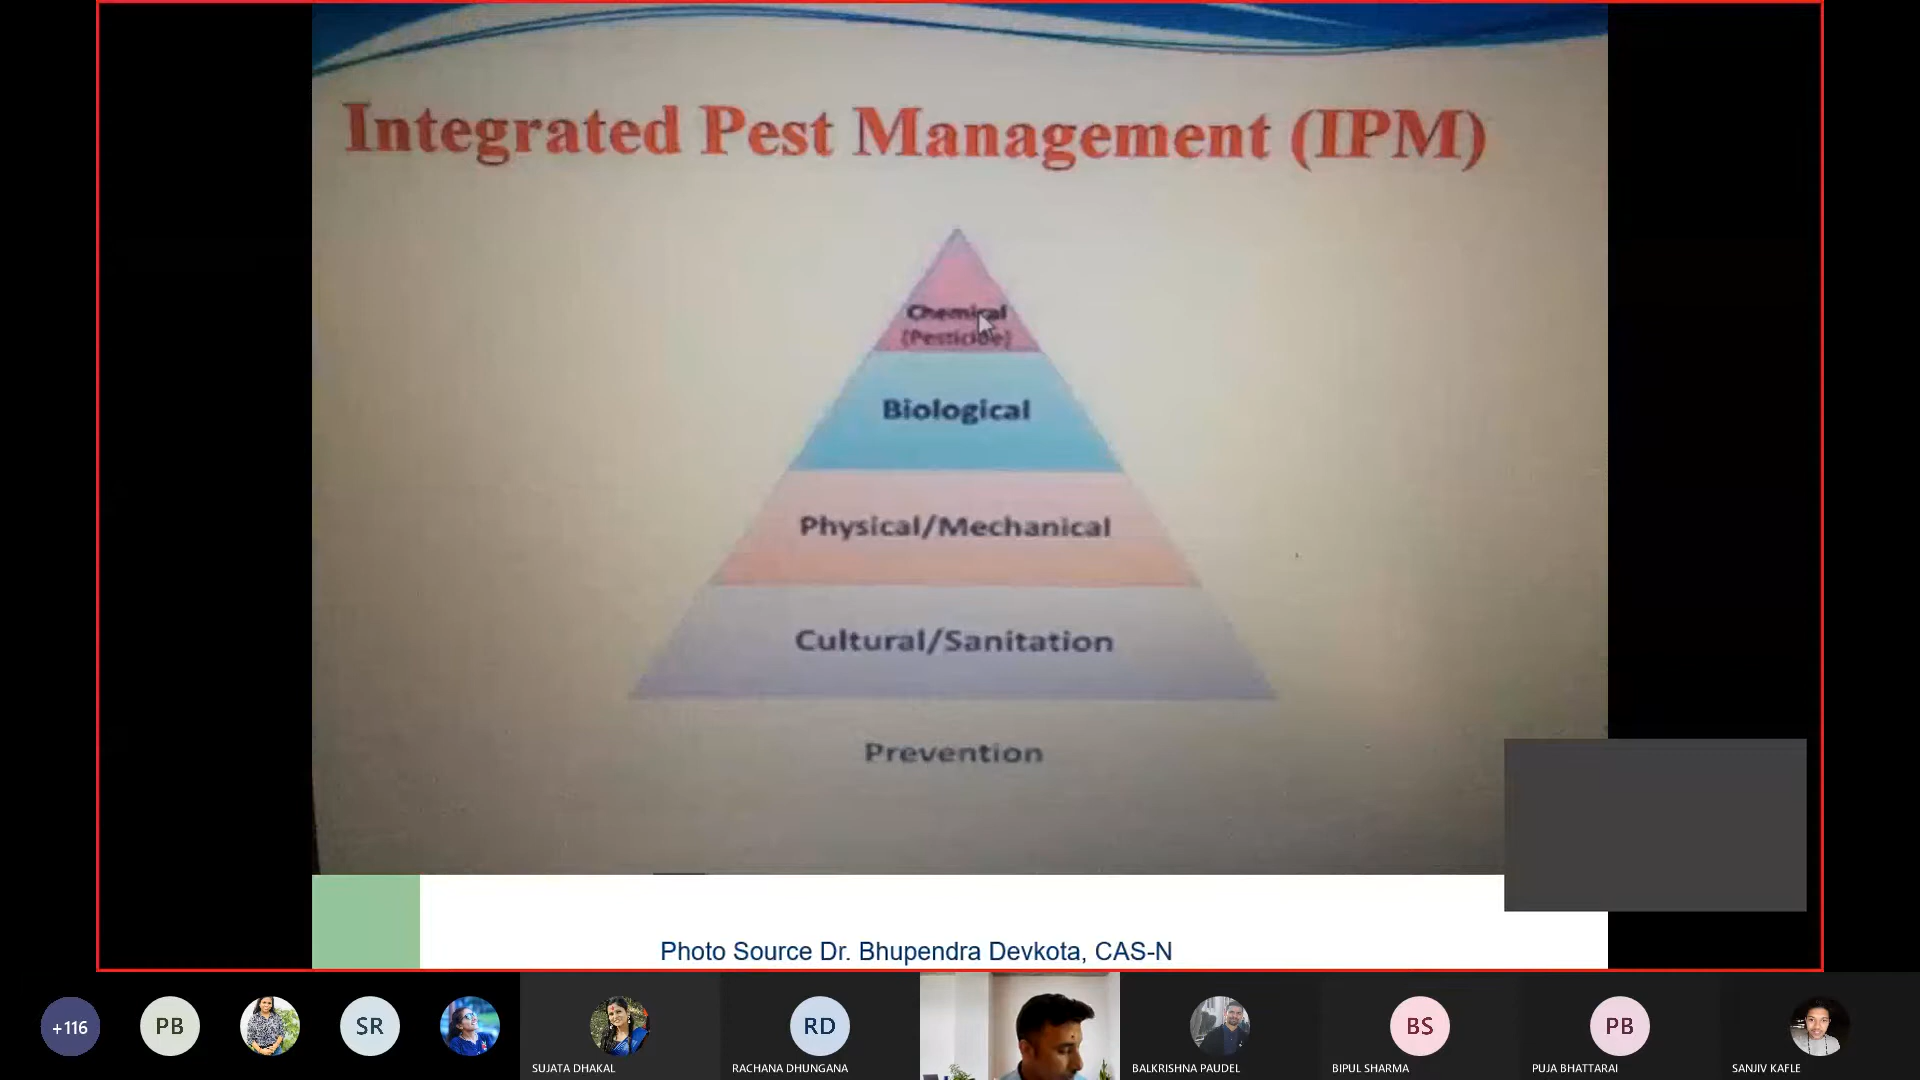 Integrated Pest Management (IPM)
Chemical
(Pesticide)
Biological
Physical/Mechanical
Cultural/Sanitation
Prevention
Photo Source Dr. Bhupendra Devkota, CAS-N
+116
PB
SR
SUJATA DHAKAL
RD
RACHANA DHUNGANA
BALKRISHNA PAUDEL
BS
BIPUL SHARMA
PB
PUJA BHATTARAI
SANJIV KAFLE